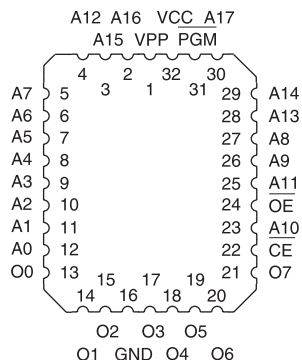 A12 A16 VCC A17
A15 VPP PGM
4 2 32 30
3 1 31
A7 5 29 A14
A6 6 28 A13
A5 7 27 A8
A4 8 26 A9
A3 9 25 A11
A2 10 24 OE
A1 11 23 A10
A0 12 22 CE
O0 13 21 O7
15 17 19
14 16 18 20
O2 O3 O5
O1 GND O4 O6